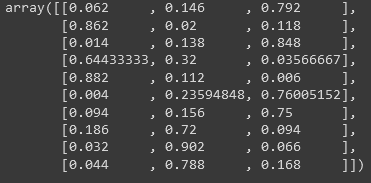 array([[0.062     , 0.146     , 0.792     ],
       [0.862     , 0.02      , 0.118     ],
       [0.014     , 0.138     , 0.848     ],
       [0.64433333, 0.32      , 0.03566667],
       [0.882     , 0.112     , 0.006     ],
       [0.004     , 0.23594848, 0.76005152],
       [0.094     , 0.156     , 0.75      ],
       [0.186     , 0.72      , 0.094     ],
       [0.032     , 0.902     , 0.066     ],
       [0.044     , 0.788     , 0.168     ]])